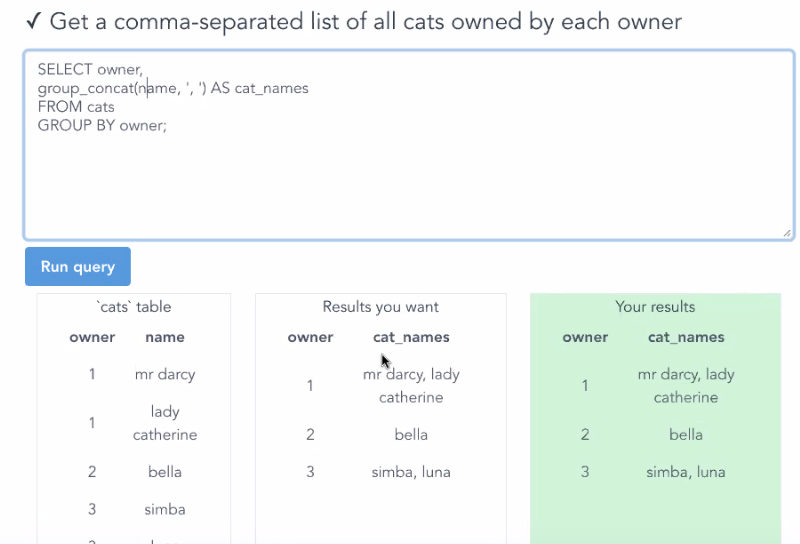 ✓ Get a comma-separated list of all cats owned by each owner
SELECT owner,
group_concat(name, ', ') AS cat_names
FROM cats
GROUP BY owner;
Run query
`cats` table
owner name
1 mr darcy
1 lady
catherine
2 bella
3 simba
Results you want
owner cat_names
1 mr darcy, lady
catherine
2 bella
3 simba, luna
Your results
owner cat_names
1 mr darcy, lady
catherine
2 bella
3 simba, luna